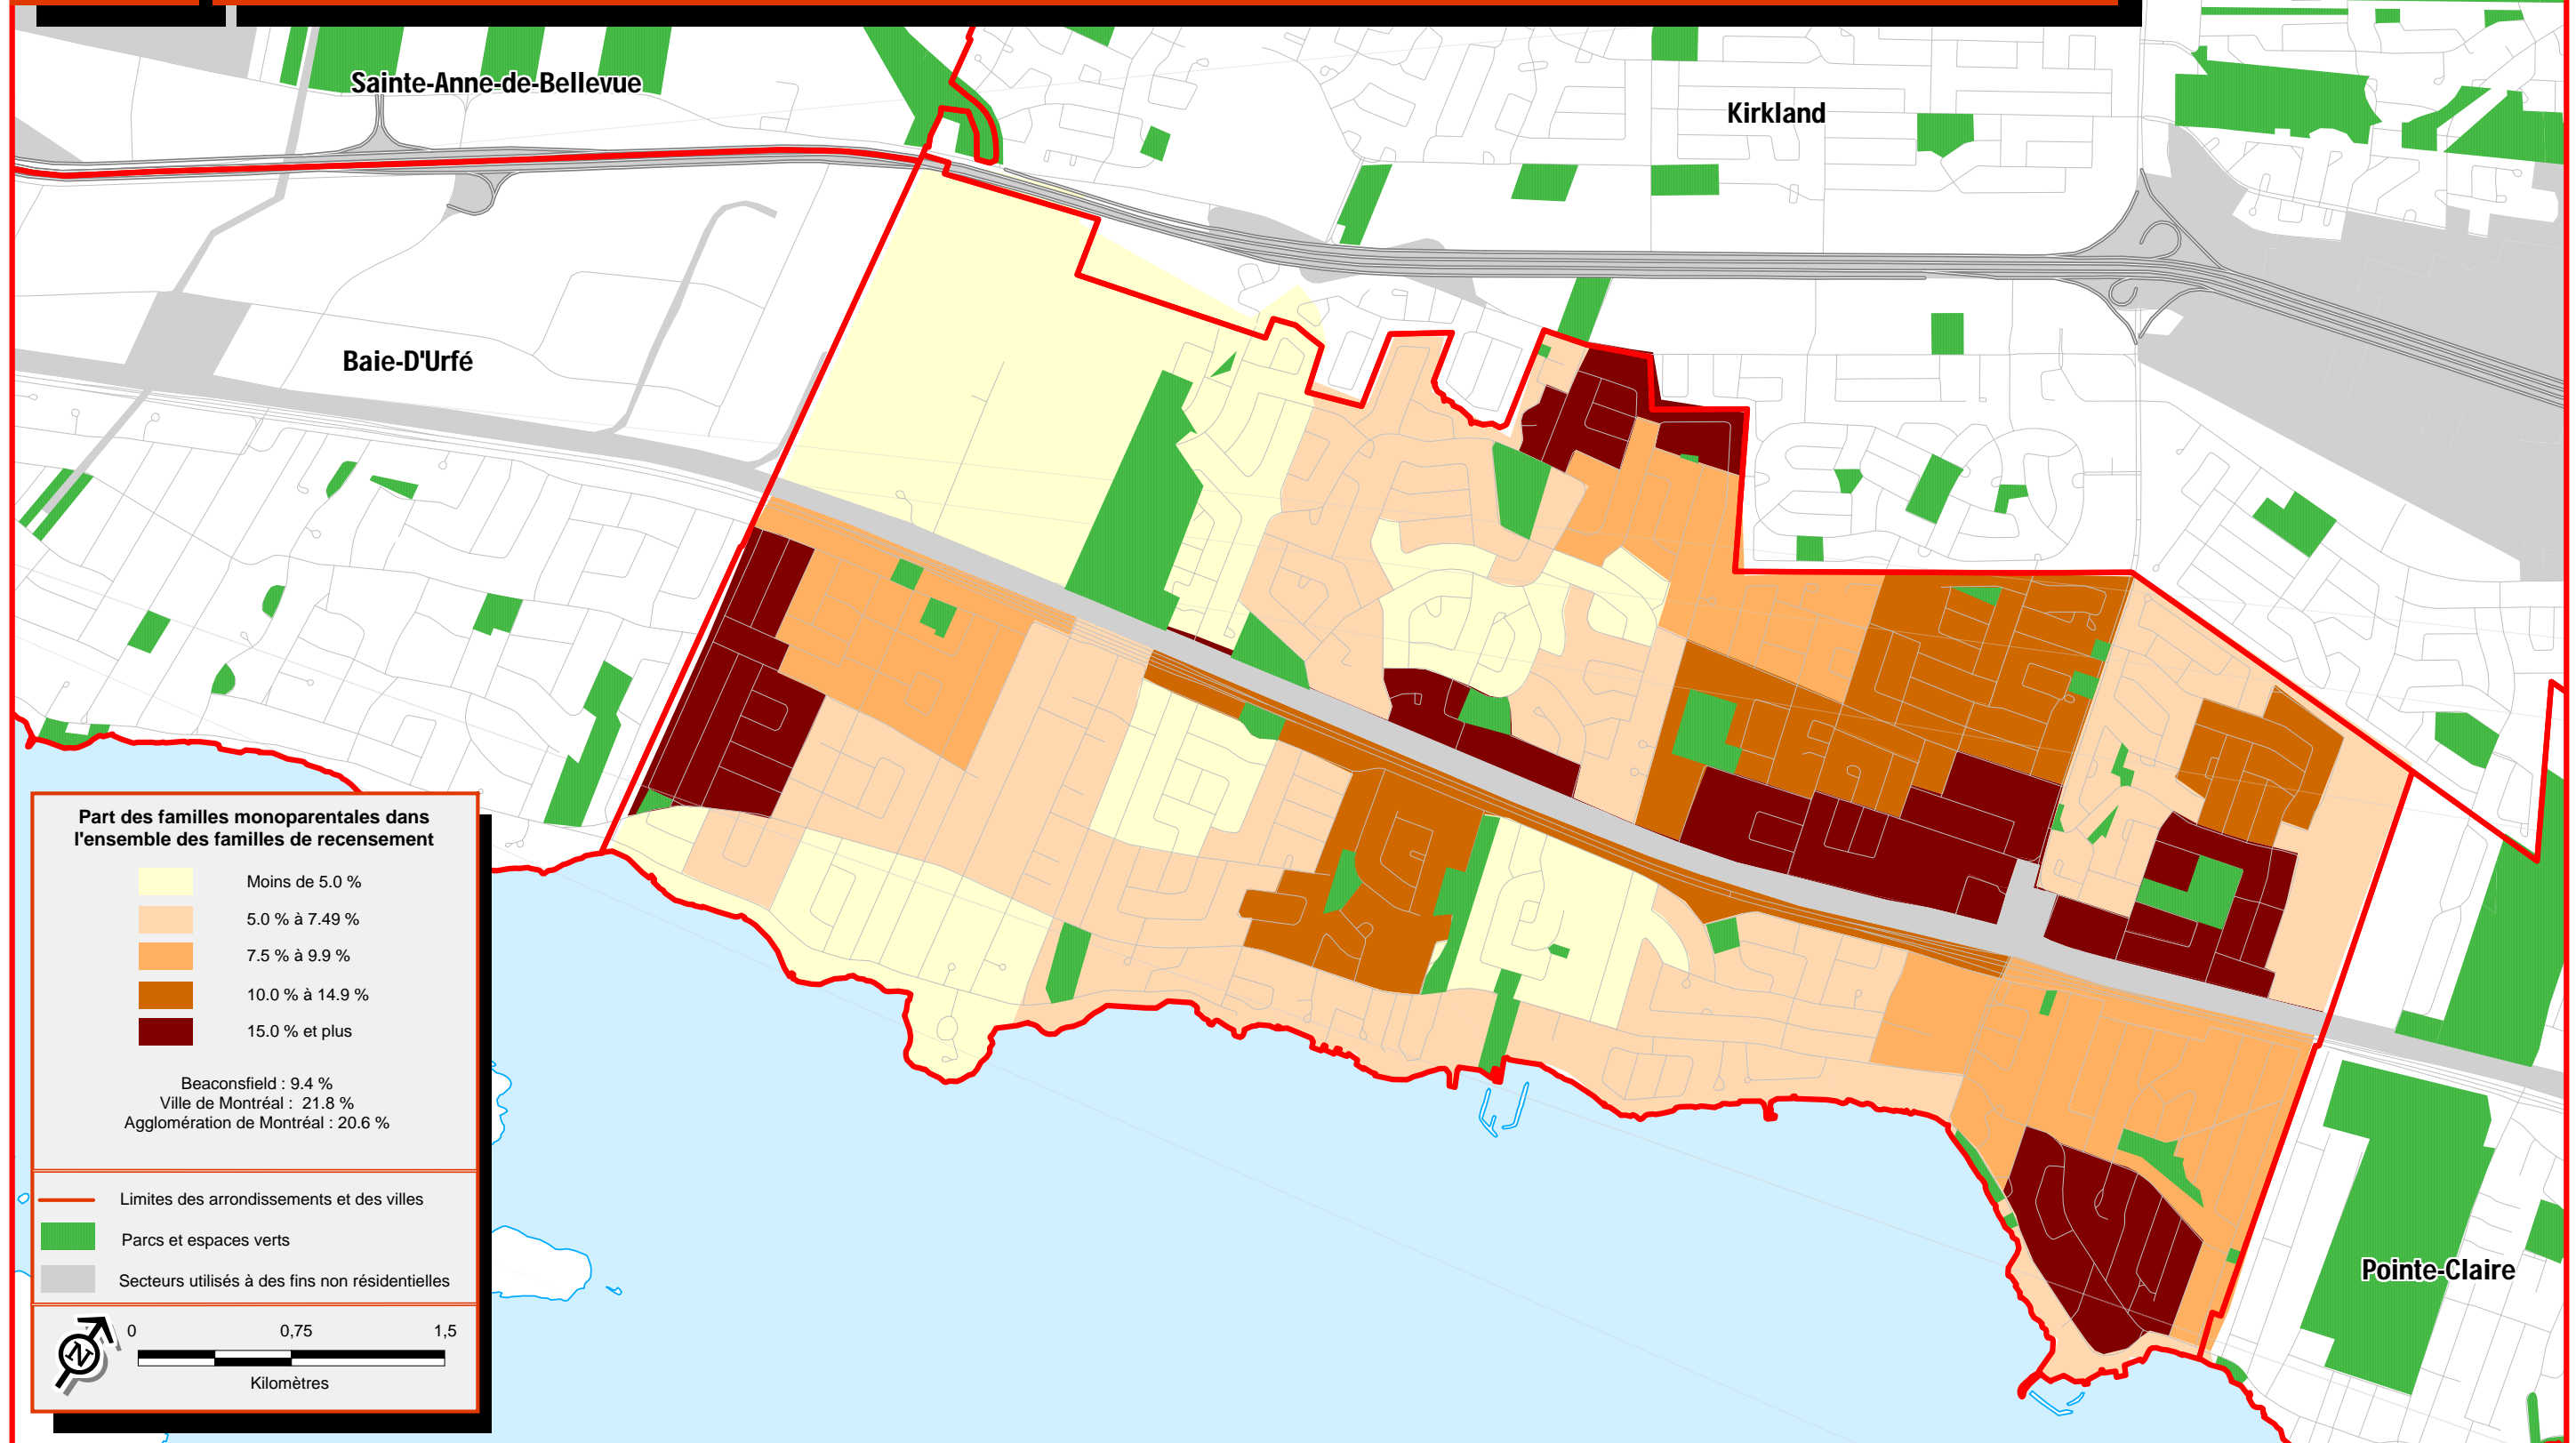 Sainte-Anne-de-Bellevue
Kirkland
Baie-D'Urfé
Pointe-Claire
Part des familles monoparentales dans
l'ensemble des familles de recensement
Moins de 5.0 %
5.0 % à 7.49 %
7.5 % à 9.9 %
10.0 % à 14.9 %
15.0 % et plus
Beaconsfield : 9.4 %
Ville de Montréal : 21.8 %
Agglomération de Montréal : 20.6 %
Limites des arrondissements et des villes
Parcs et espaces verts
Secteurs utilisés à des fins non résidentielles
N
0 0,75 1,5
Kilomètres